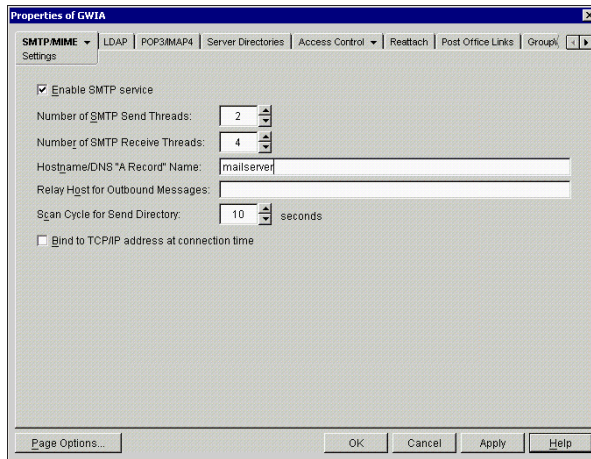 Properties of GWIA
SMTP/MIME LDAP POP3/IMAP4 Server Directories Access Control Reattach Post Office Links
Settings
Enable SMTP service
Number of SMTP Send Threads: 2
Number of SMTP Receive Threads: 4
Hostname/DNS "A Record" Name: mailserver
Relay Host for Outbound Messages:
Scan Cycle for Send Directory: 10 seconds
Bind to TCP/IP address at connection time
Page Options... OK Cancel Apply Help